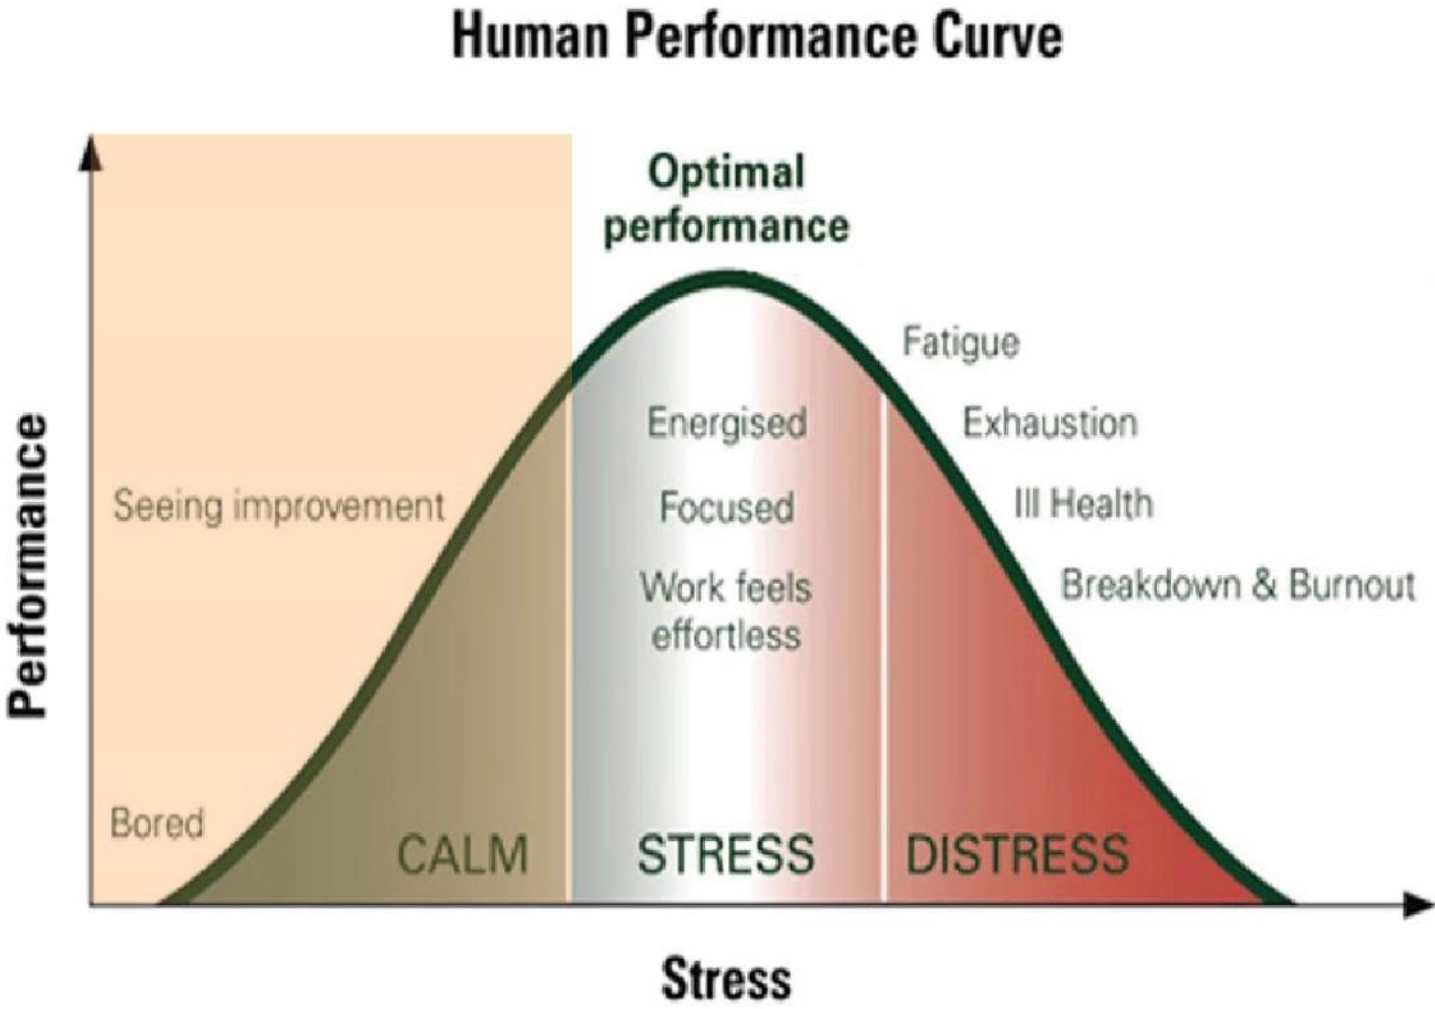 Human Performance Curve
Optimal
performance
Fatigue
Energised
Exhaustion
Seeing improvement
Focused
Ill Health
Work feels
effortless
Breakdown & Burnout
Performance
Bored
CALM
STRESS
DISTRESS
Stress